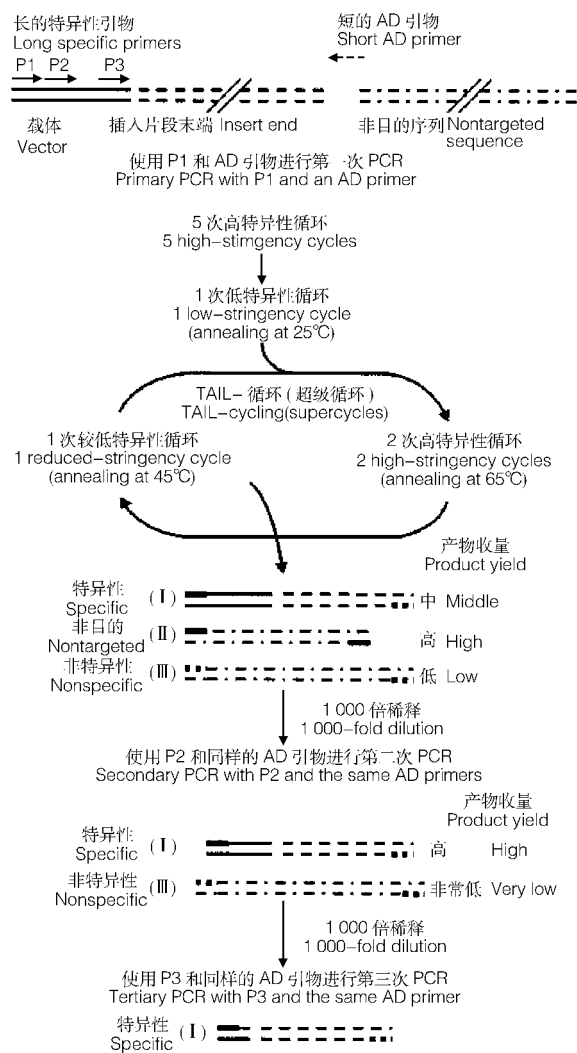 长的特异性引物
Long specific primers
P1 P2 P3
短的 AD 引物
Short AD primer
载体
Vector
插入片段末端 Insert end
非目的序列 Nontargeted
sequence
使用 P1 和 AD 引物进行第一次 PCR
Primary PCR with P1 and an AD primer
5 次高特异性循环
5 high-stimgency cycles
1 次低特异性循环
1 low-stringency cycle
(annealing at 25℃)
TAIL- 循环 ( 超级循环 )
TAIL-cycling(supercycles)
1 次较低特异性循环
1 reduced-stringency cycle
(annealing at 45℃)
2 次高特异性循环
2 high-stringency cycles
(annealing at 65℃)
产物收量
Product yield
特异性
Specific (Ⅰ) 中 Middle
非目的
Nontargeted (Ⅱ) 高 High
非特异性
Nonspecific (Ⅲ) 低 Low
1 000 倍稀释
1 000-fold dilution
使用 P2 和同样的 AD 引物进行第二次 PCR
Secondary PCR with P2 and the same AD primers
产物收量
Product yield
特异性
Specific (Ⅰ) 高 High
非特异性
Nonspecific (Ⅲ) 非常低 Very low
1 000 倍稀释
1 000-fold dilution
使用 P3 和同样的 AD 引物进行第三次 PCR
Tertiary PCR with P3 and the same AD primer
特异性
Specific (Ⅰ)